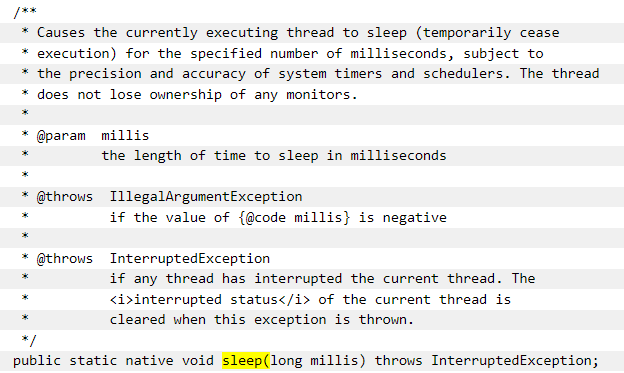 /**
 * Causes the currently executing thread to sleep (temporarily cease
 * execution) for the specified number of milliseconds, subject to
 * the precision and accuracy of system timers and schedulers. The thread
 * does not lose ownership of any monitors.
 *
 * @param  millis
 *         the length of time to sleep in milliseconds
 *
 * @throws  IllegalArgumentException
 *          if the value of {@code millis} is negative
 *
 * @throws  InterruptedException
 *          if any thread has interrupted the current thread. The
 *          <i>interrupted status</i> of the current thread is
 *          cleared when this exception is thrown.
 */
public static native void sleep(long millis) throws InterruptedException;